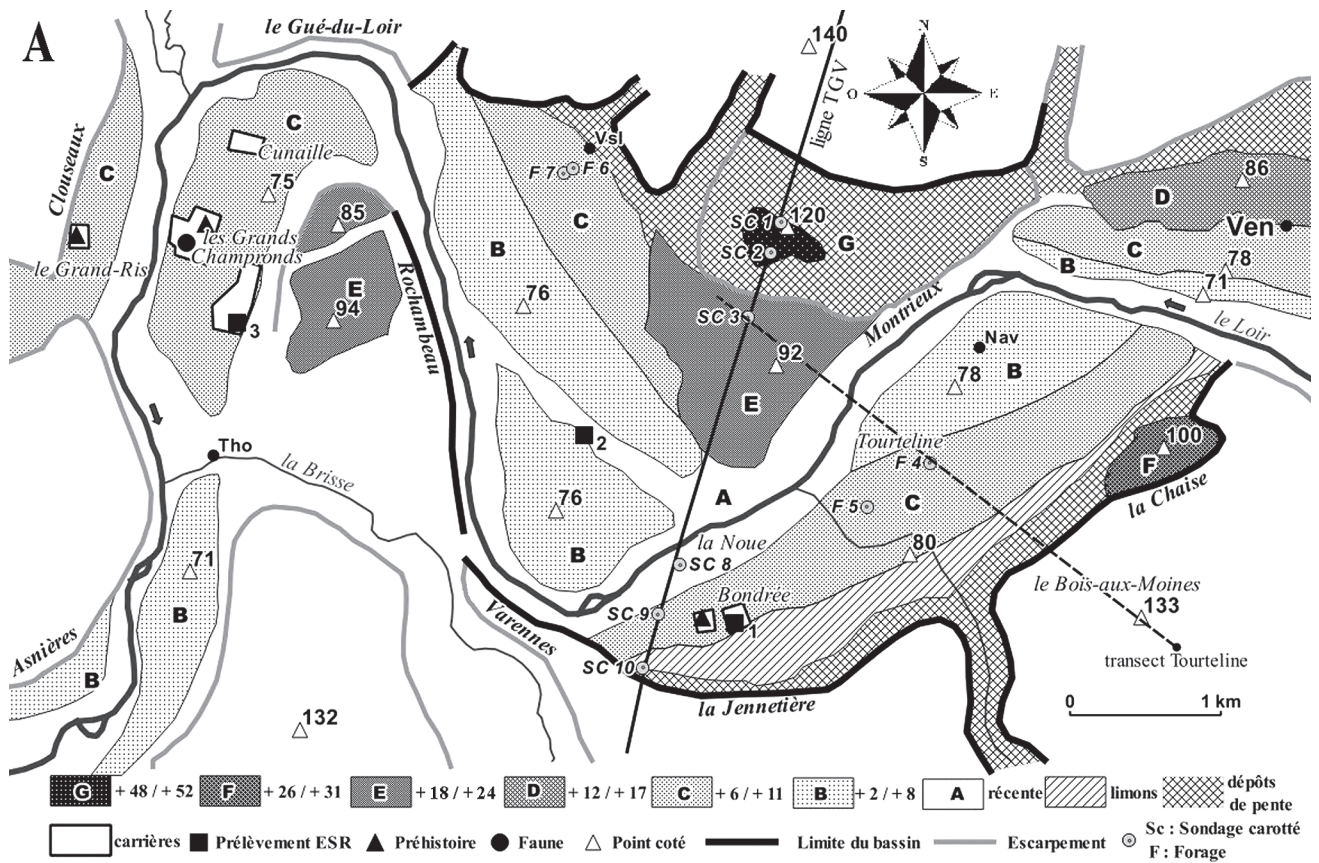 A
le Gué-du-Loir
140
N
O
E
S
ligne TGV
C
Cunaille
Vsl
F 7
F 6
86
D
Clouseaux
C
75
85
SC 1
120
Ven
les Grands
Champronds
B
C
SC 2
G
C
78
B
71
le Grand-Ris
E
94
Rochambeau
76
SC 3
Montrieux
le Loir
3
92
Nav
78
B
E
Tho
la Brisse
2
Tourteline
F 4
100
F
la Chaise
A
76
F 5
C
71
la Noue
80
B
SC 8
B
Bondrée
le Bois-aux-Moines
133
SC 9
1
Varennes
Asnières
B
SC 10
transect Tourteline
la Jennetière
0
1 km
132
G + 48 / + 52 F + 26 / + 31 E + 18 / + 24 D + 12 / + 17 C + 6 / + 11 B + 2 / + 8 A récente limons dépôts
de pente
carrières Prélèvement ESR Préhistoire Faune Point coté Limite du bassin Escarpement Sc : Sondage carotté
F : Forage